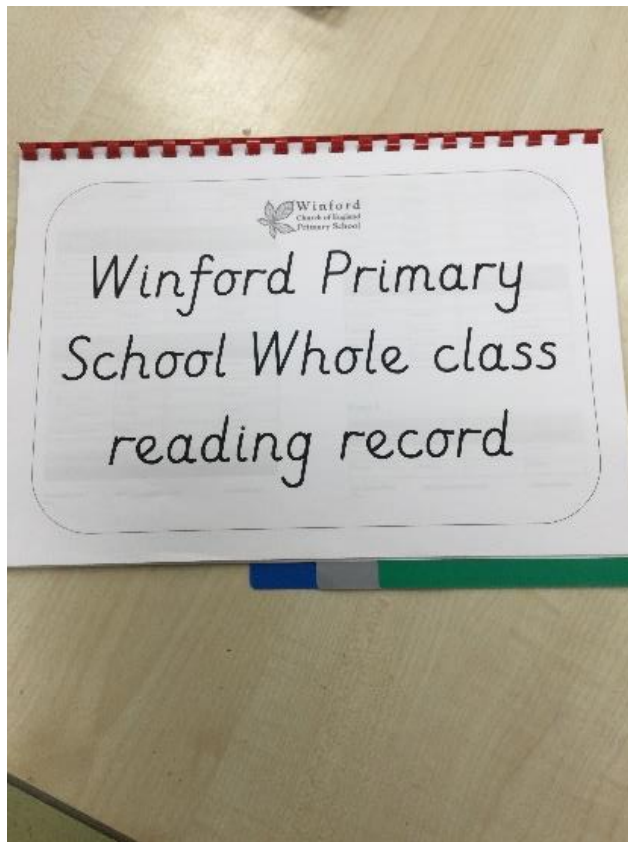 Winford
Church of England
Primary School
Winford Primary
School Whole class
reading record